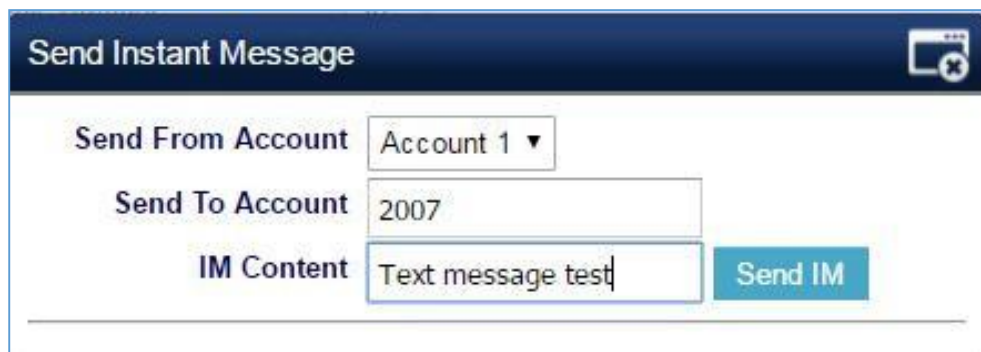 Send Instant Message
Send From Account Account 1
Send To Account 2007
IM Content Text message test Send IM